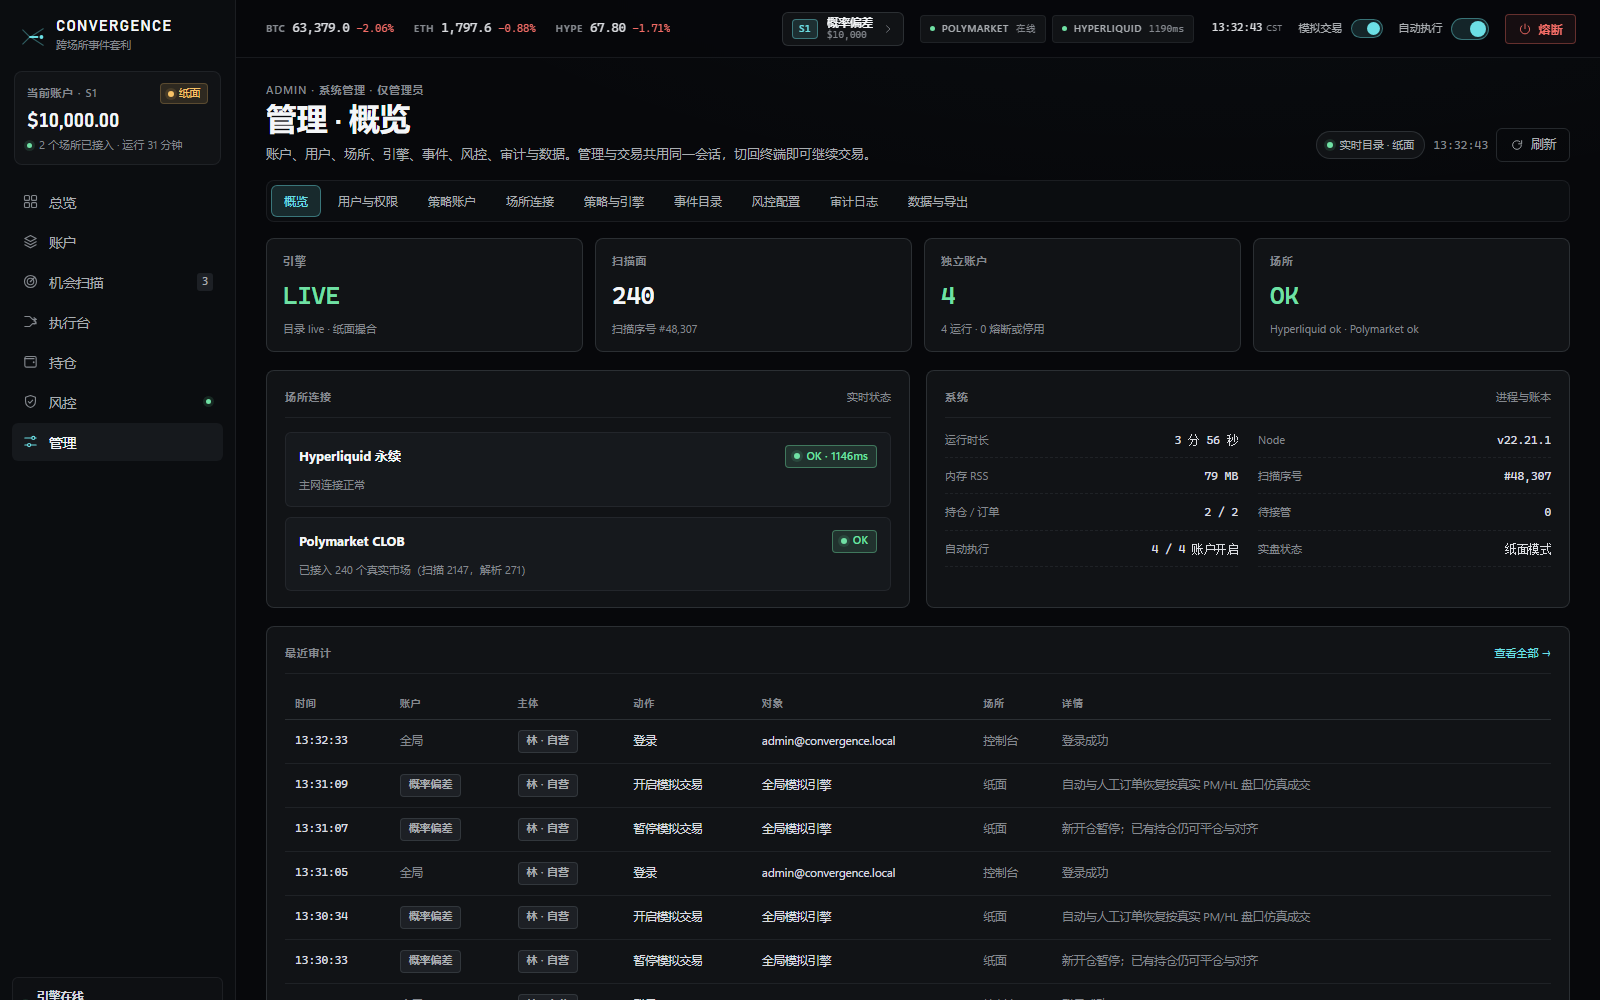 CONVERGENCE
跨场所事件套利
当前账户 · S1
纸面
$10,000.00
2 个场所已接入 · 运行 31 分钟
总览
账户
机会扫描
3
执行台
持仓
风控
管理
引擎在线
BTC 63,379.0 -2.06%
ETH 1,797.6 -0.88%
HYPE 67.80 -1.71%
S1
概率偏差
$10,000
POLYMARKET 在线
HYPERLIQUID 1190ms
13:32:43 CST
模拟交易
自动执行
熔断
ADMIN · 系统管理 · 仅管理员
管理 · 概览
账户、用户、场所、引擎、事件、风控、审计与数据。管理与交易共用同一会话，切回终端即可继续交易。
实时目录 · 纸面
13:32:43
刷新
概览
用户与权限
策略账户
场所连接
策略与引擎
事件目录
风控配置
审计日志
数据与导出
引擎
LIVE
目录 live · 纸面撮合
扫描面
240
扫描序号 #48,307
独立账户
4
4 运行 · 0 熔断或停用
场所
OK
Hyperliquid ok · Polymarket ok
场所连接
实时状态
Hyperliquid 永续
OK · 1146ms
主网连接正常
Polymarket CLOB
OK
已接入 240 个真实市场（扫描 2147，解析 271）
系统
进程与账本
运行时长 3 分 56 秒
Node v22.21.1
内存 RSS 79 MB
扫描序号 #48,307
持仓 / 订单 2 / 2
待接管 0
自动执行 4 / 4 账户开启
实盘状态 纸面模式
最近审计
查看全部 →
时间 账户 主体 动作 对象 场所 详情
13:32:33 全局 林 · 自营 登录 admin@convergence.local 控制台 登录成功
13:31:09 概率偏差 林 · 自营 开启模拟交易 全局模拟引擎 纸面 自动与人工订单恢复按真实 PM/HL 盘口仿真成交
13:31:07 概率偏差 林 · 自营 暂停模拟交易 全局模拟引擎 纸面 新开仓暂停；已有持仓仍可平仓与对齐
13:31:05 全局 林 · 自营 登录 admin@convergence.local 控制台 登录成功
13:30:34 概率偏差 林 · 自营 开启模拟交易 全局模拟引擎 纸面 自动与人工订单恢复按真实 PM/HL 盘口仿真成交
13:30:33 概率偏差 林 · 自营 暂停模拟交易 全局模拟引擎 纸面 新开仓暂停；已有持仓仍可平仓与对齐